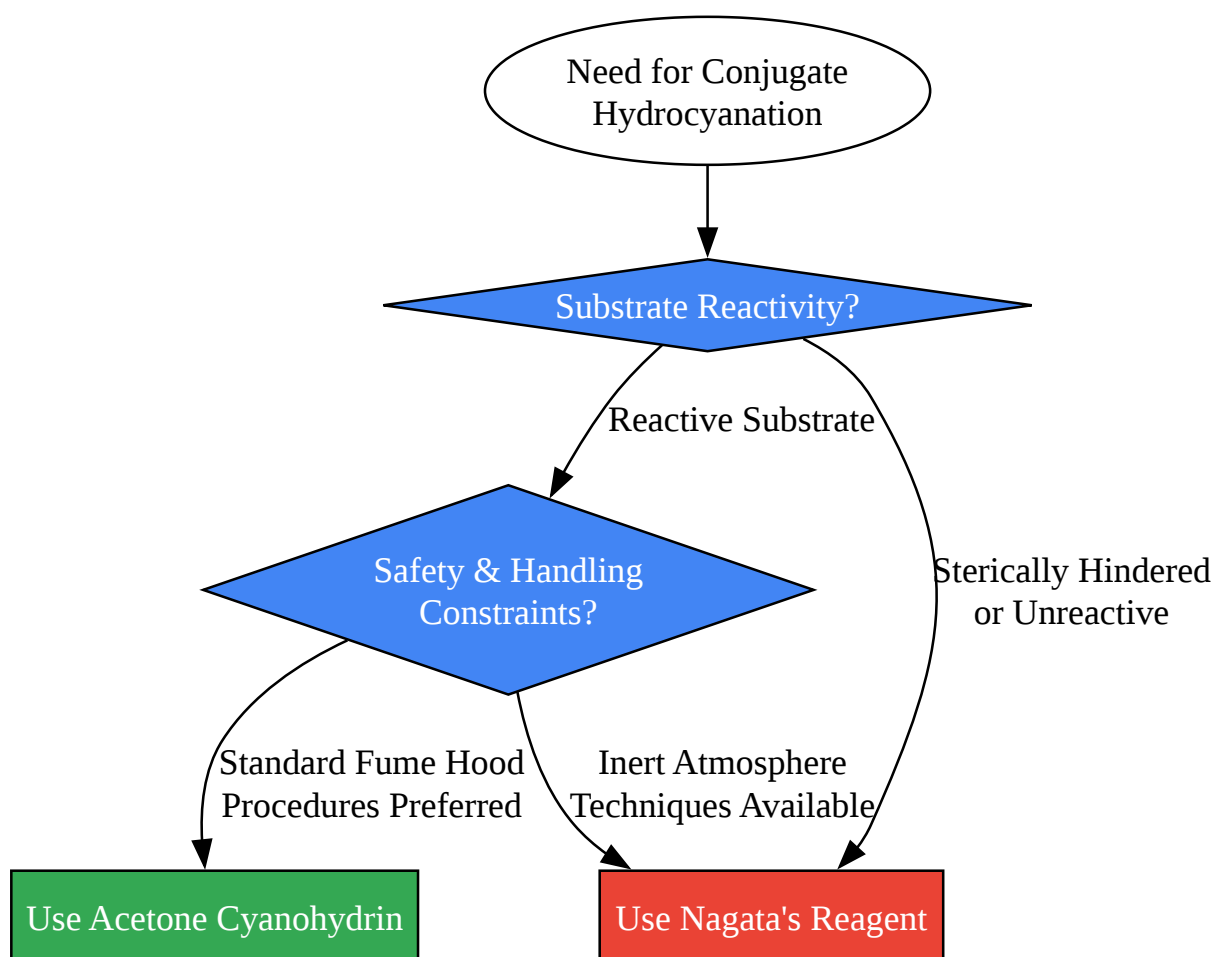 Need for Conjugate
Hydrocyanation
Substrate Reactivity?
Reactive Substrate
Safety & Handling
Constraints?
Sterically Hindered
or Unreactive
Standard Fume Hood
Procedures Preferred
Inert Atmosphere
Techniques Available
Use Acetone Cyanohydrin
Use Nagata's Reagent